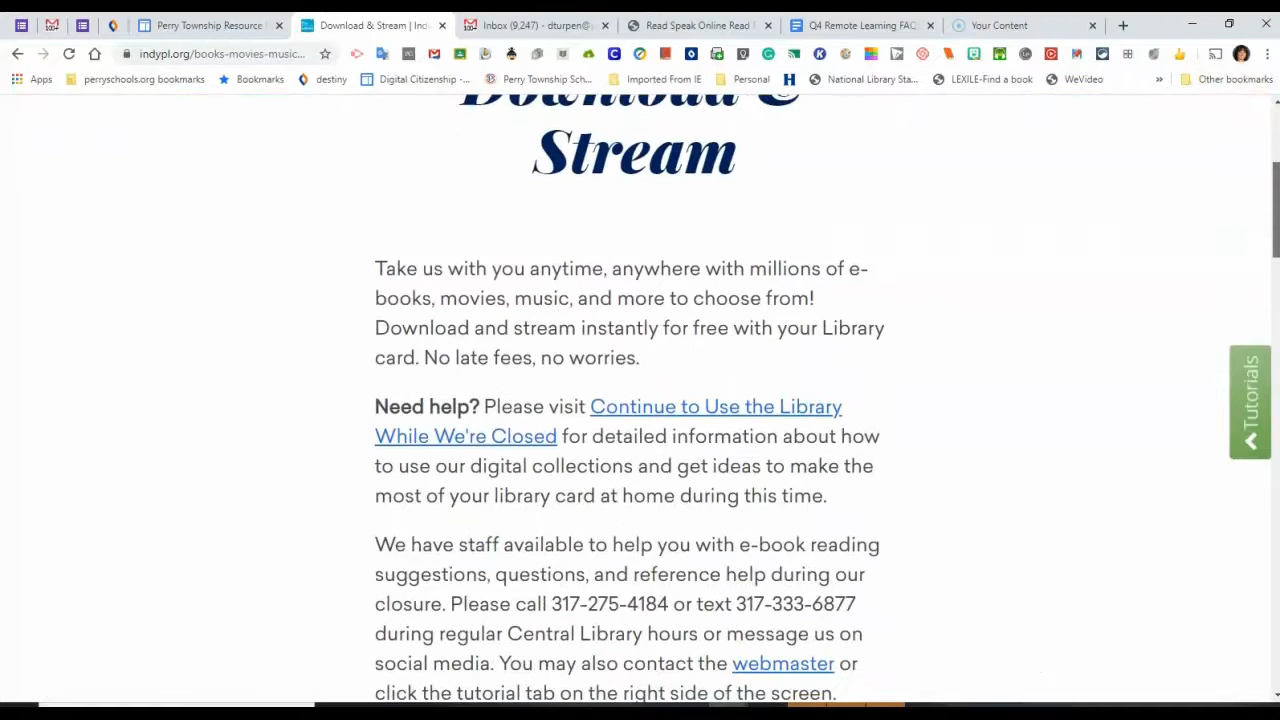 Perry Township Resource
Download & Stream | Indi
Inbox (9,247) - dturpen@
Read Speak Online Read
Q4 Remote Learning FAQ
Your Content
indypl.org/books-movies-music...
Apps
perryschools.org bookmarks
Bookmarks
destiny
Digital Citizenship -...
Perry Township Sch...
Imported From IE
Personal
National Library Sta...
LEXILE-Find a book
WeVideo
»
Other bookmarks
Download &
Stream
Take us with you anytime, anywhere with millions of e-
books, movies, music, and more to choose from!
Download and stream instantly for free with your Library
card. No late fees, no worries.
Need help? Please visit Continue to Use the Library
While We're Closed for detailed information about how
to use our digital collections and get ideas to make the
most of your library card at home during this time.
We have staff available to help you with e-book reading
suggestions, questions, and reference help during our
closure. Please call 317-275-4184 or text 317-333-6877
during regular Central Library hours or message us on
social media. You may also contact the webmaster or
click the tutorial tab on the right side of the screen.
Tutorials